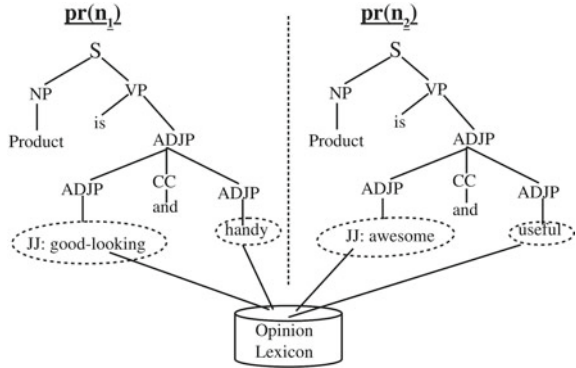 pr(n1)
S
NP
VP
Product
is
ADJP
ADJP
CC
ADJP
and
JJ: good-looking
handy
pr(n2)
S
NP
VP
Product
is
ADJP
ADJP
CC
ADJP
and
JJ: awesome
useful
Opinion
Lexicon